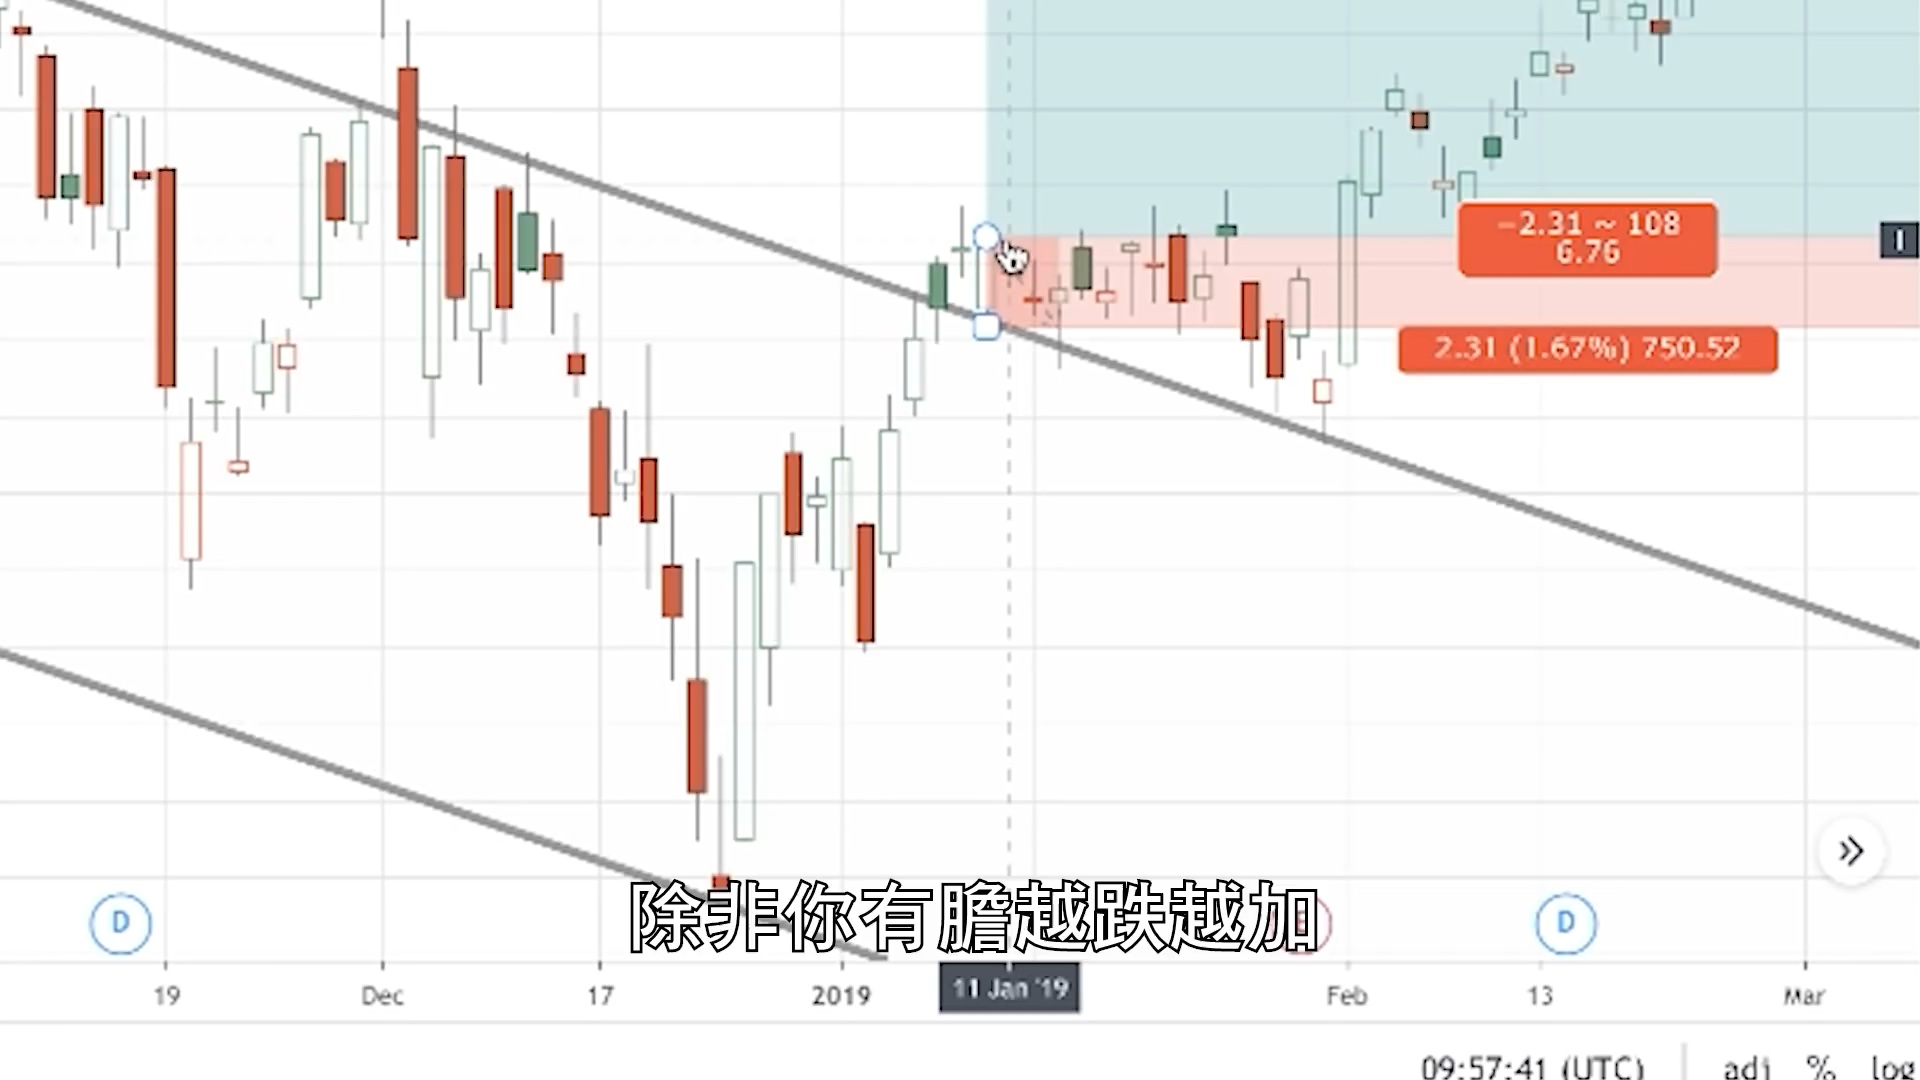 −2.31 ~ 108
6.76
2.31 (1.67%) 750.52
D
D
除非你有膽越跌越加
19
Dec
17
2019
11 Jan '19
Feb
13
Mar
09:57:41 (UTC)
adj
%
log